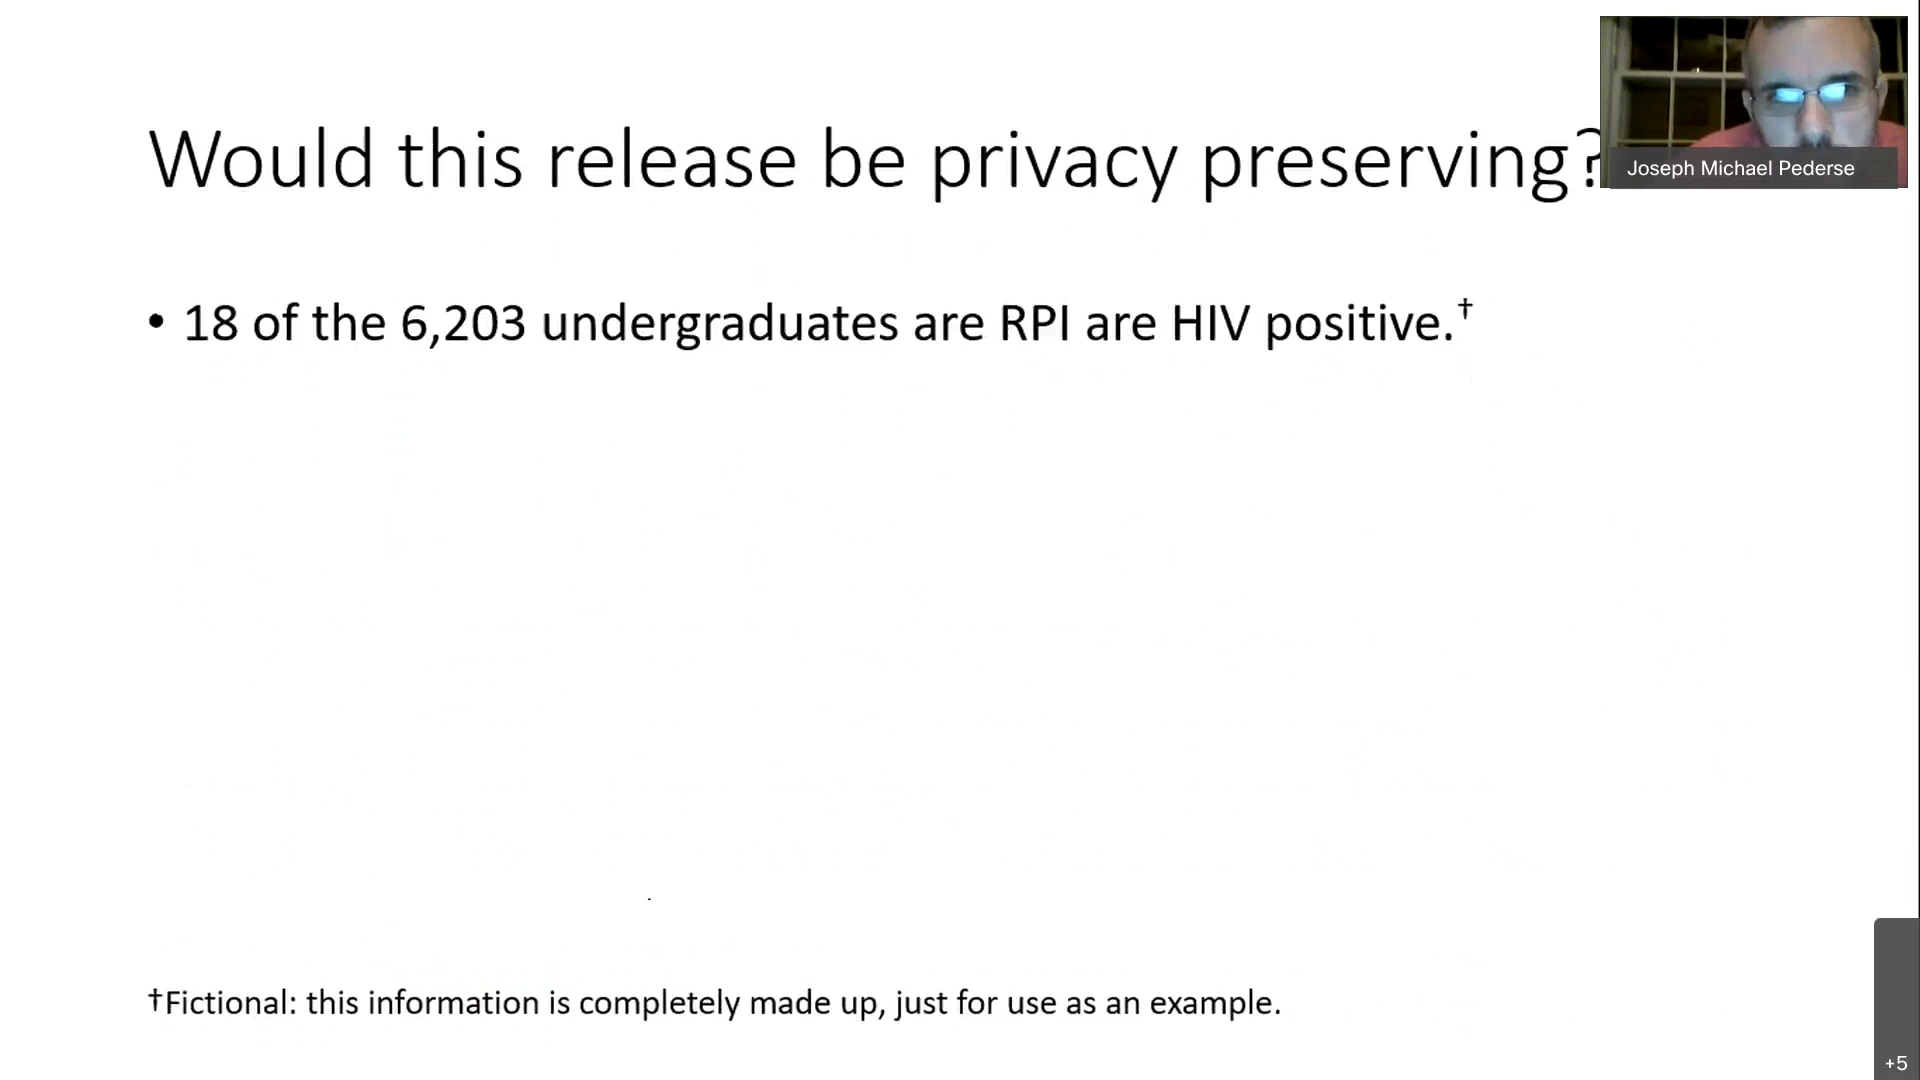 Would this release be privacy preserving?
Joseph Michael Pederse
• 18 of the 6,203 undergraduates are RPI are HIV positive.†
†Fictional: this information is completely made up, just for use as an example.
+5